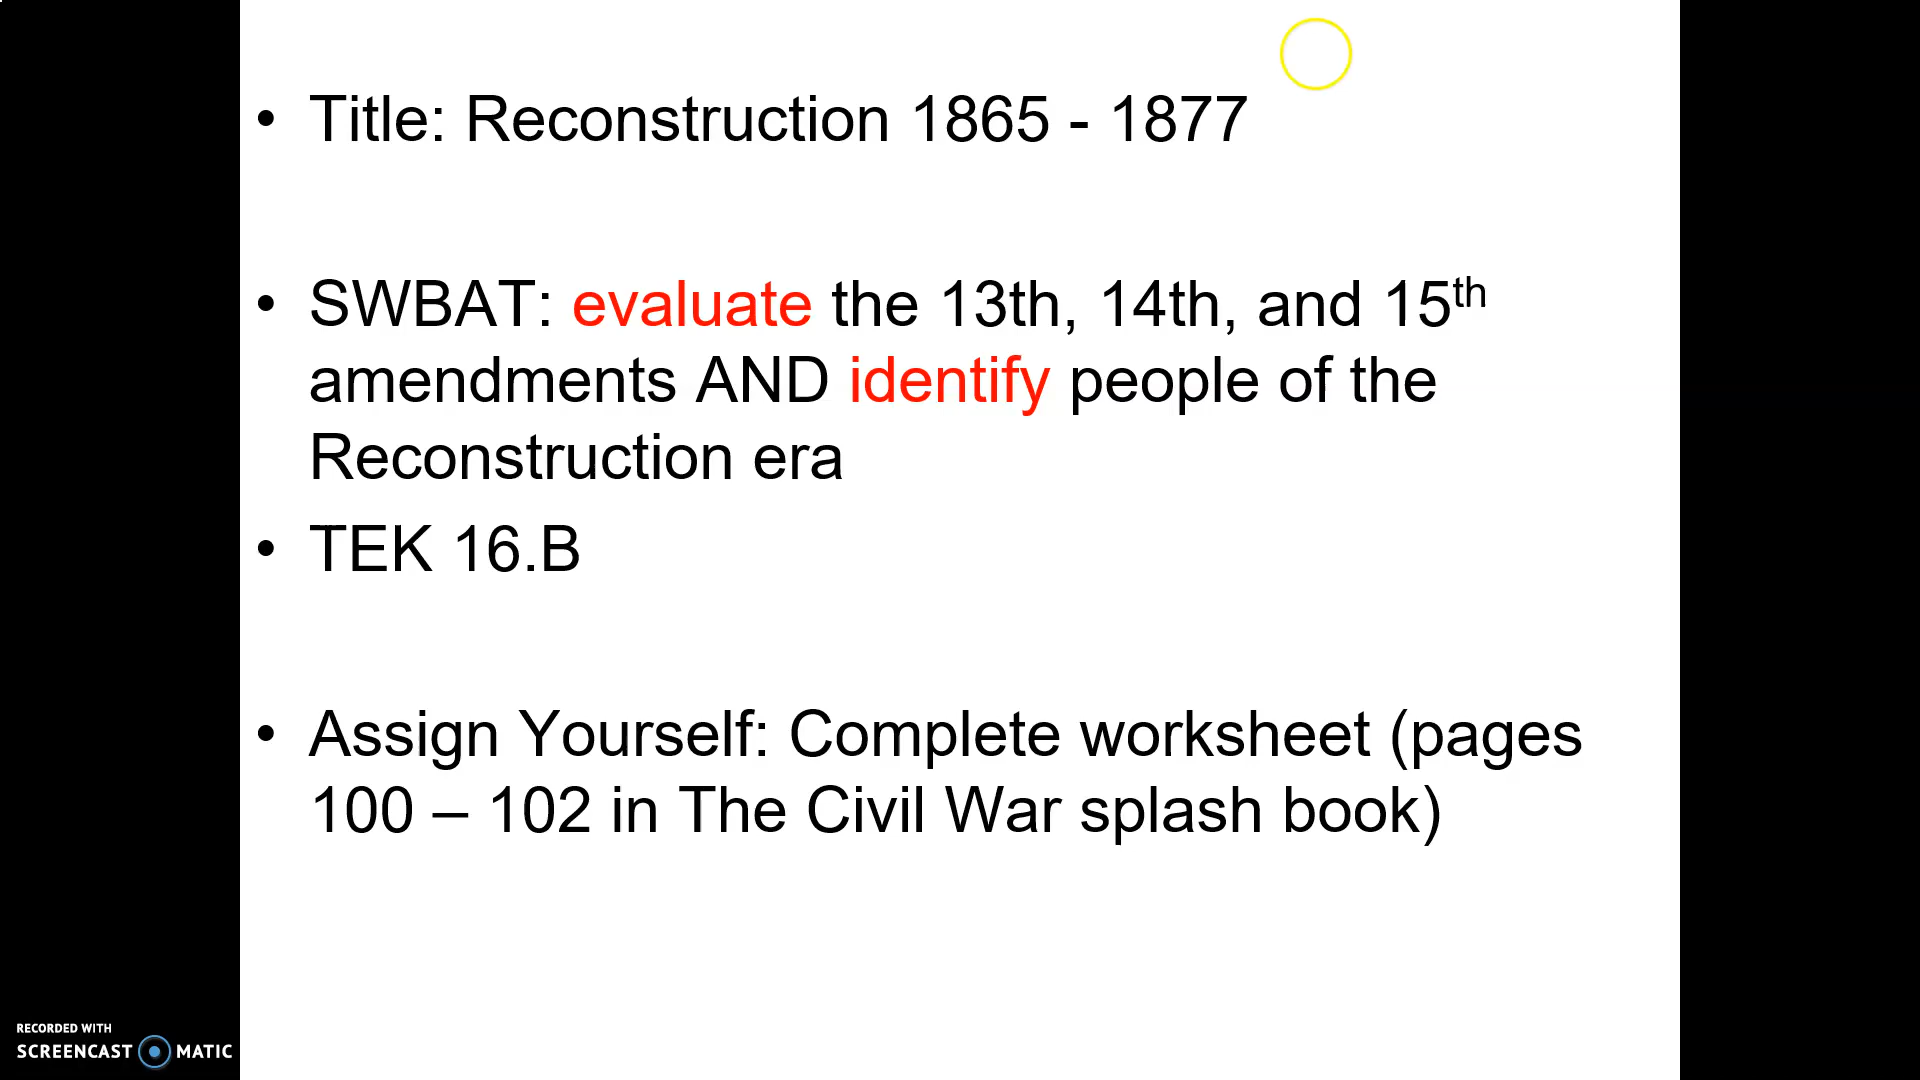 • Title: Reconstruction 1865 - 1877
• SWBAT: evaluate the 13th, 14th, and 15th
amendments AND identify people of the
Reconstruction era
• TEK 16.B
• Assign Yourself: Complete worksheet (pages
100 – 102 in The Civil War splash book)
RECORDED WITH
SCREENCAST MATIC